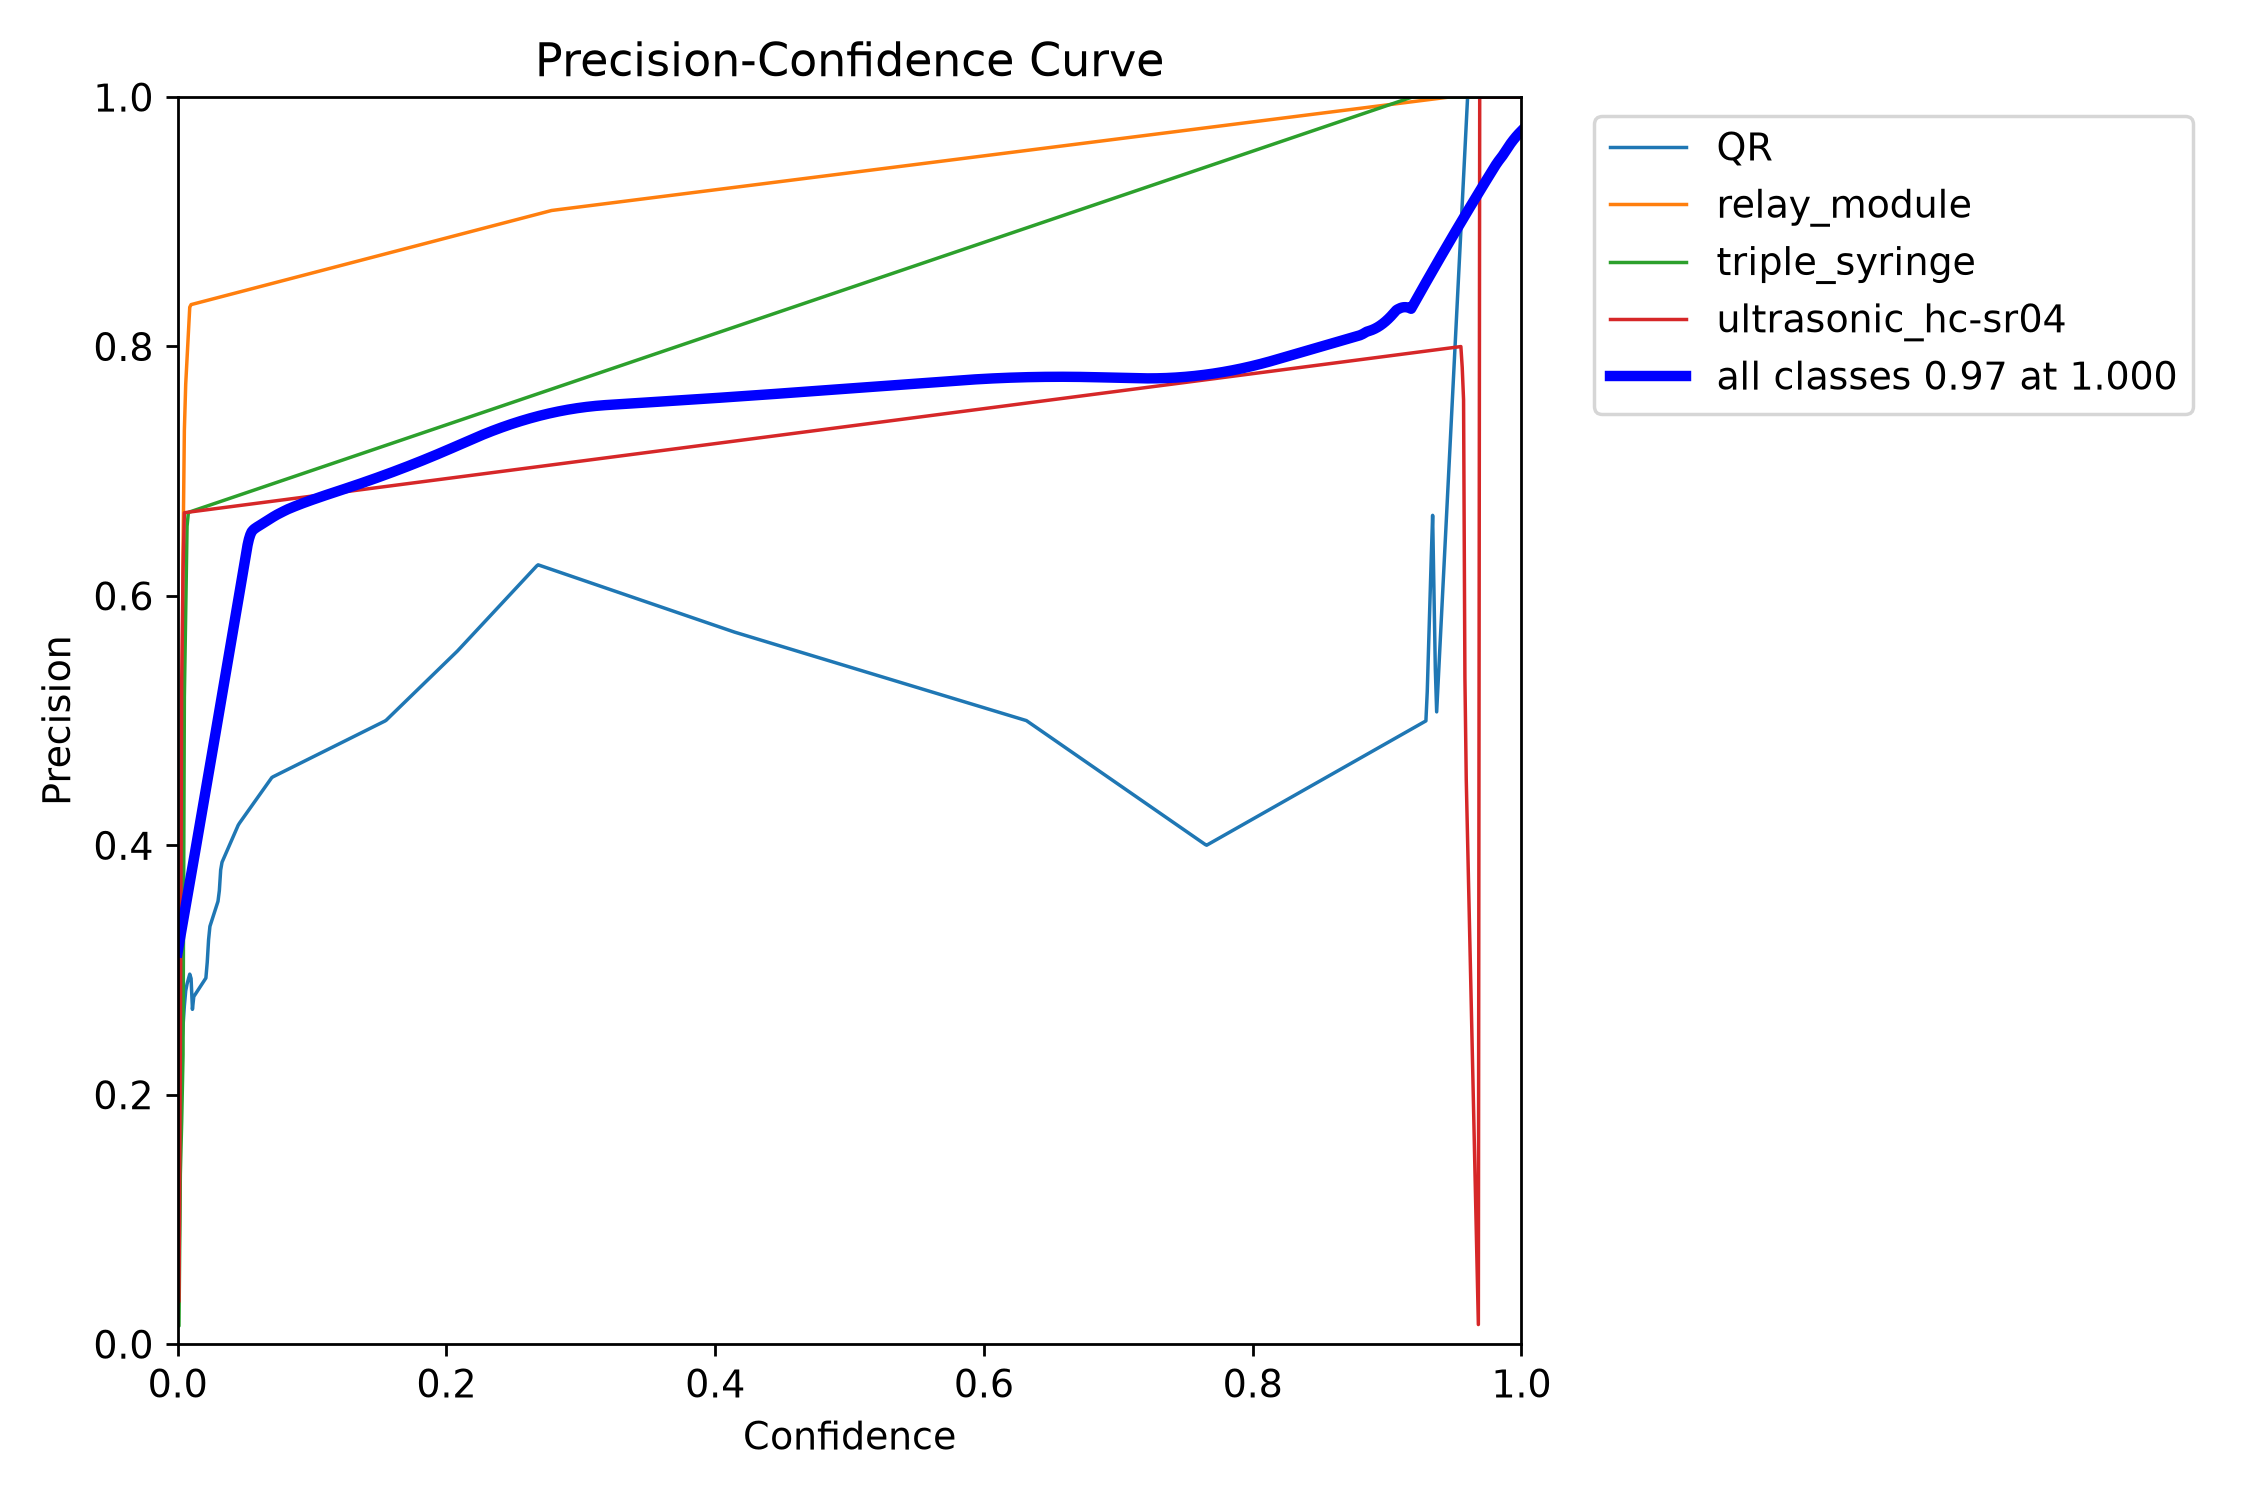 Precision-Confidence Curve
1.0
0.8
0.6
0.4
0.2
0.0
Precision
0.0 0.2 0.4 0.6 0.8 1.0
Confidence
QR
relay_module
triple_syringe
ultrasonic_hc-sr04
all classes 0.97 at 1.000